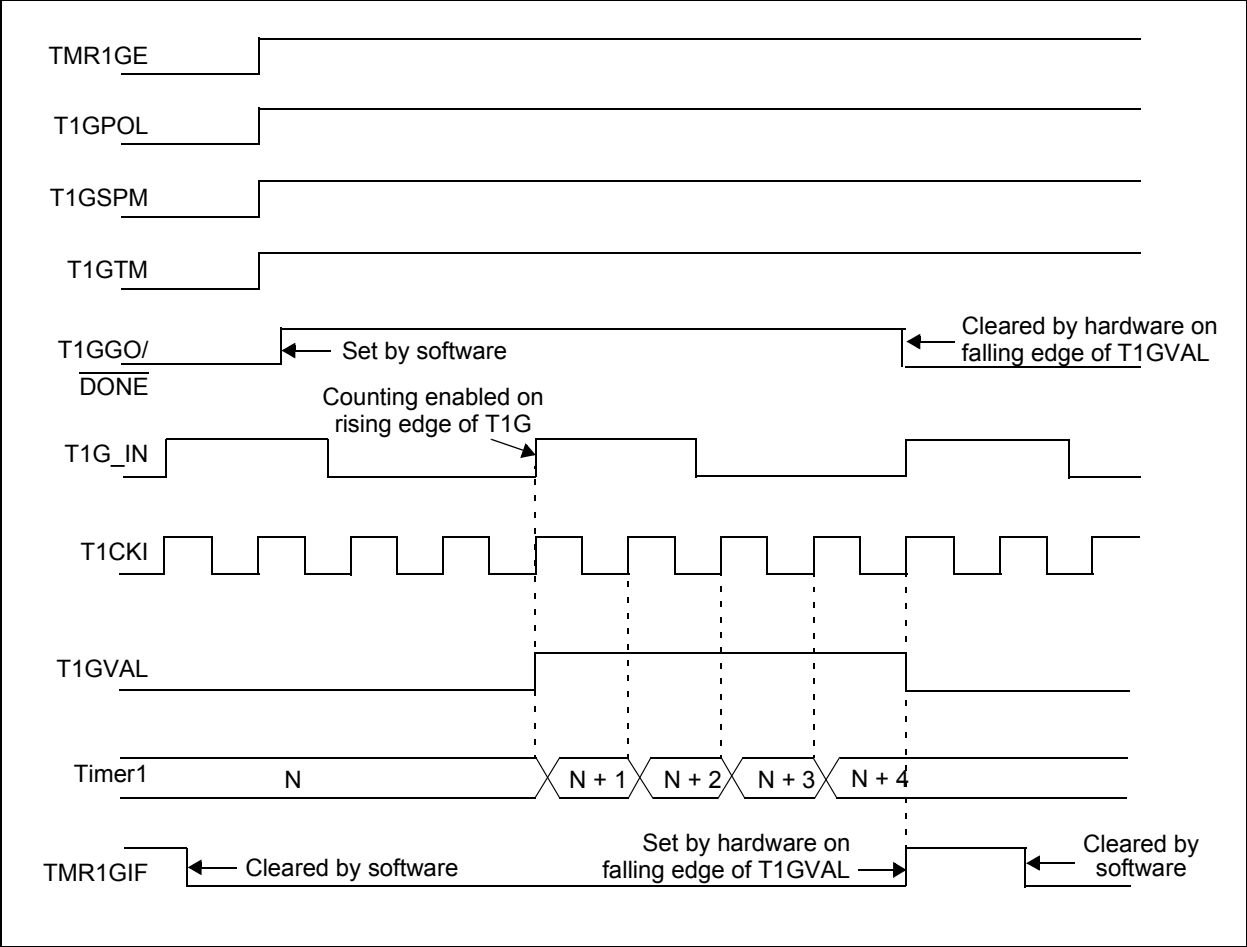 TMR1GE
T1GPOL
T1GSPM
T1GTM
T1GGO/
DONE
Set by software
Cleared by hardware on
falling edge of T1GVAL
Counting enabled on
rising edge of T1G
T1G_IN
T1CKI
T1GVAL
Timer1
N
N + 1
N + 2
N + 3
N + 4
TMR1GIF
Cleared by software
Set by hardware on
falling edge of T1GVAL
Cleared by
software